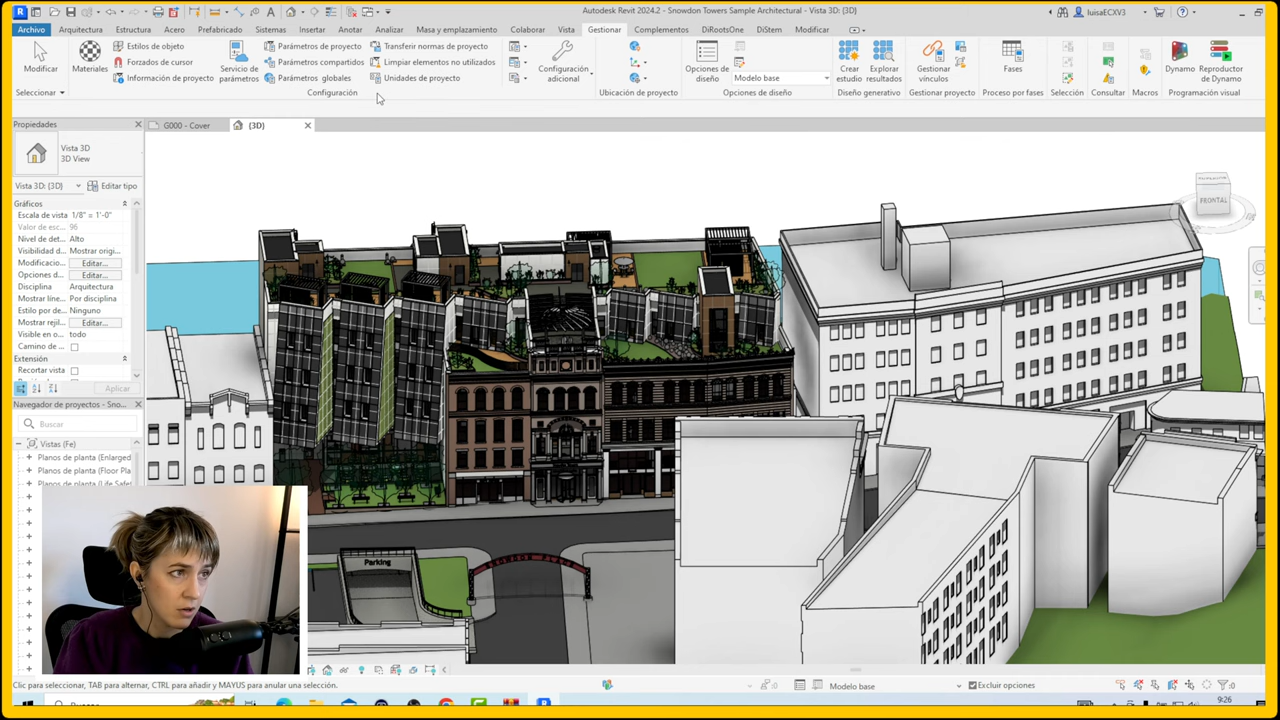 Autodesk Revit 2024.2 - Snowdon Towers Sample Architectural - Vista 3D: {3D}
luisaECXV3
Archivo Arquitectura Estructura Acero Prefabricado Sistemas Insertar Anotar Analizar Masa y emplazamiento Colaborar Vista Gestionar Complementos DiRootsOne DiStem Modificar
Modificar
Materiales
Estilos de objeto
Forzados de cursor
Información de proyecto
Servicio de parámetros
Parámetros de proyecto
Parámetros compartidos
Parámetros globales
Transferir normas de proyecto
Limpiar elementos no utilizados
Unidades de proyecto
Configuración adicional
Opciones de diseño
Modelo base
Crear estudio
Explorar resultados
Gestionar vínculos
Fases
Dynamo
Reproductor de Dynamo
Seleccionar
Configuración
Ubicación de proyecto
Opciones de diseño
Diseño generativo
Gestionar proyecto
Proceso por fases
Selección
Consultar
Macros
Programación visual
Propiedades
G000 - Cover
{3D}
Vista 3D
3D View
Vista 3D: {3D}
Editar tipo
Gráficos
Escala de vista 1/8" = 1'-0"
Valor de esc... 96
Nivel de det... Alto
Visibilidad d... Mostrar origi...
Modificacio... Editar...
Opciones d... Editar...
Disciplina Arquitectura
Mostrar líne... Por disciplina
Estilo por de... Ninguno
Mostrar rejil... Editar...
Visible en o... todo
Camino de ...
Extensión
Recortar vista
Aplicar
Navegador de proyectos - Sno...
Buscar
Vistas (Fe)
Planos de planta (Enlarged
Planos de planta (Floor Pla
Planos de planta (Life Safe
FRONTAL
Parking
SNOWDON TOWERS
Clic para seleccionar, TAB para alternar, CTRL para añadir y MAYUS para anular una selección.
:0
Modelo base
Excluir opciones
:0
Buscar
9:26